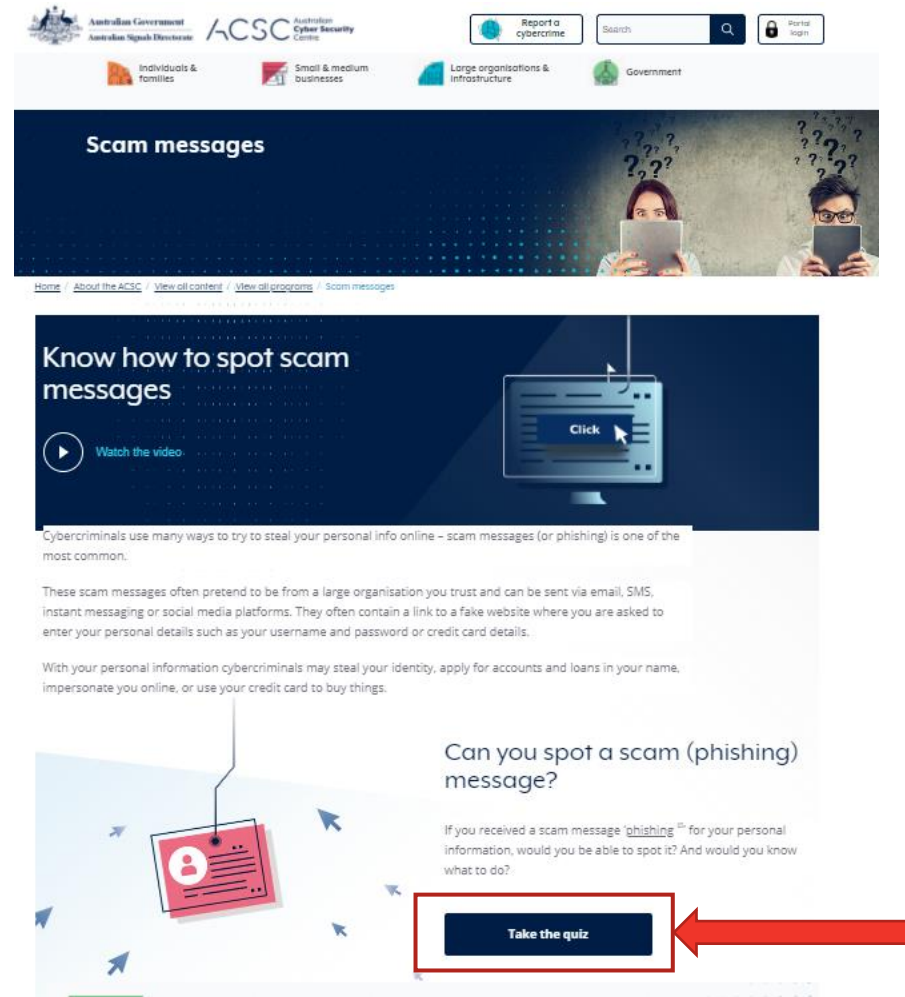 Australian Government
Australian Signals Directorate
ACSC
Australian
Cyber Security
Centre
Report a
cybercrime
Search
Portal
login
Individuals &
families
Small & medium
businesses
Large organisations &
infrastructure
Government
Scam messages
Home / About the ACSC / View all content / View all programs / Scam messages
Know how to spot scam
messages
Watch the video
Click
Cybercriminals use many ways to try to steal your personal info online – scam messages (or phishing) is one of the
most common.
These scam messages often pretend to be from a large organisation you trust and can be sent via email, SMS,
instant messaging or social media platforms. They often contain a link to a fake website where you are asked to
enter your personal details such as your username and password or credit card details.
With your personal information cybercriminals may steal your identity, apply for accounts and loans in your name,
impersonate you online, or use your credit card to buy things.
Can you spot a scam (phishing)
message?
If you received a scam message 'phishing for your personal
information, would you be able to spot it? And would you know
what to do?
Take the quiz